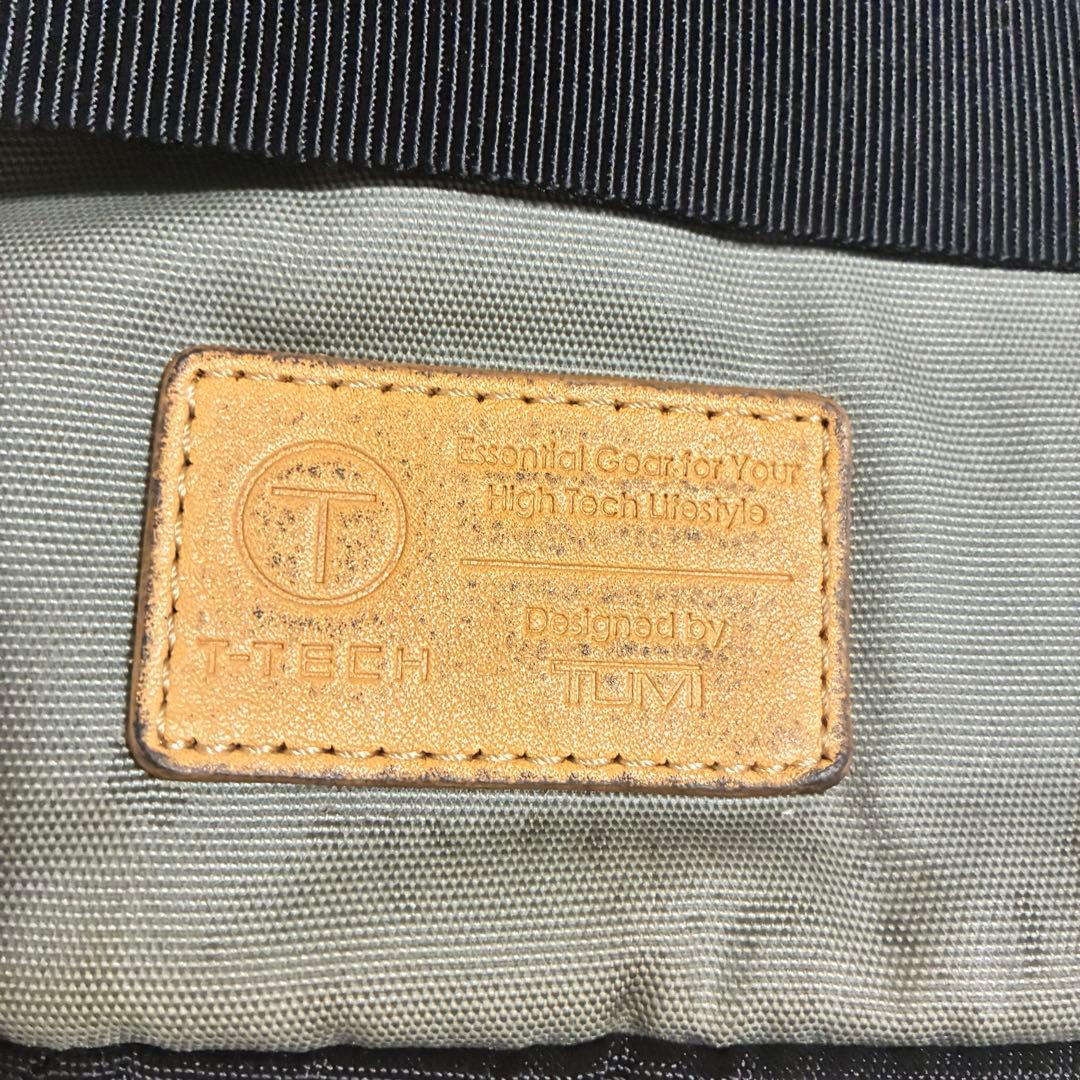 T
T-TECH
Essential Gear for Your
High Tech Lifestyle
Designed by
TUMI